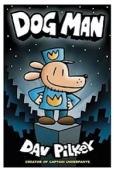 DOG MAN
DAV PILKEY
CREATOR OF CAPTAIN UNDERPANTS